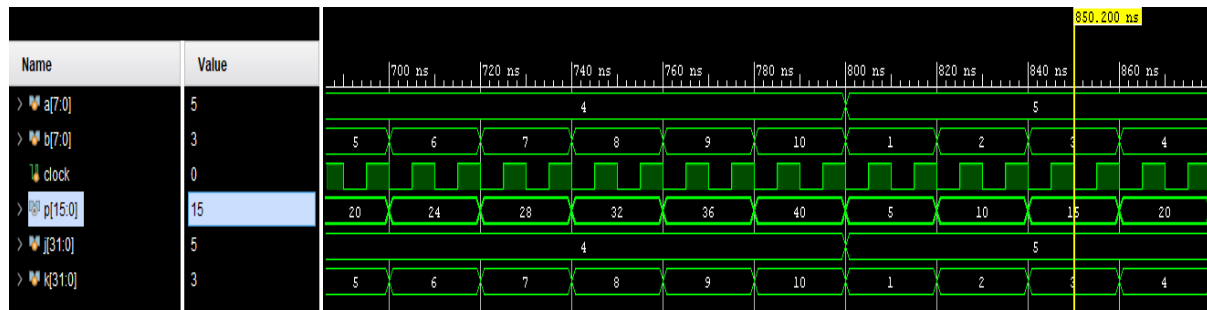 850.200 ns
Name Value
700 ns 720 ns 740 ns 760 ns 780 ns 800 ns 820 ns 840 ns 860 ns
a[7:0] 5 4 5
b[7:0] 3 5 6 7 8 9 10 1 2 3 4
clock 0
p[15:0] 15 20 24 28 32 36 40 5 10 15 20
j[31:0] 5 4 5
k[31:0] 3 5 6 7 8 9 10 1 2 3 4